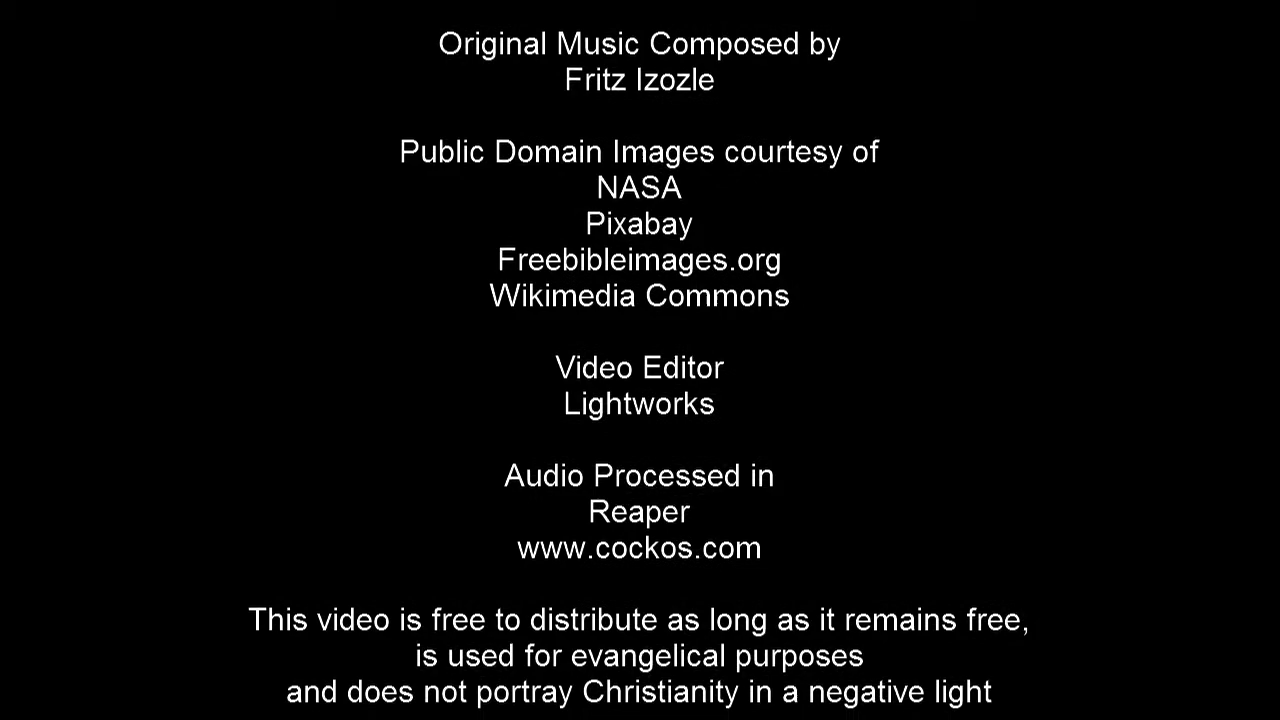 Original Music Composed by
Fritz Izozle
Public Domain Images courtesy of
NASA
Pixabay
Freebibleimages.org
Wikimedia Commons
Video Editor
Lightworks
Audio Processed in
Reaper
www.cockos.com
This video is free to distribute as long as it remains free,
is used for evangelical purposes
and does not portray Christianity in a negative light